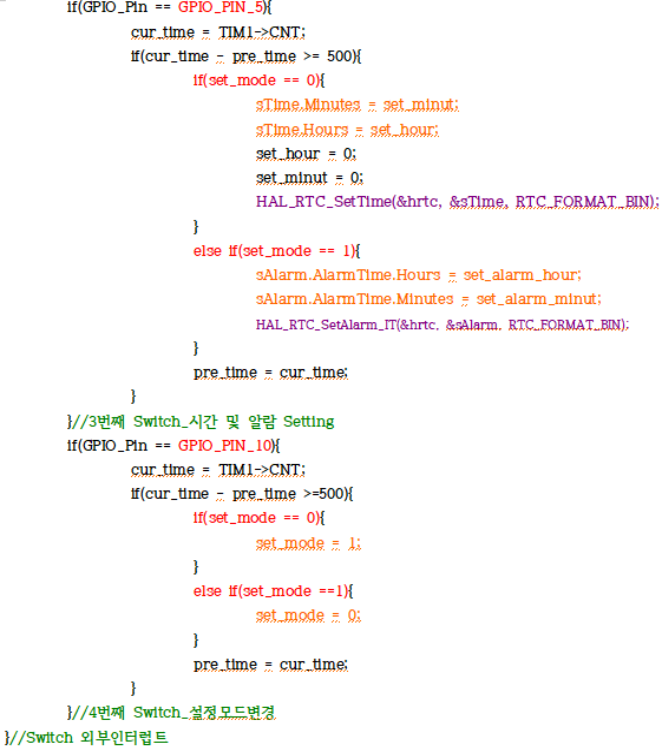 if(GPIO_Pin == GPIO_PIN_5){
cur_time = TIM1->CNT;
if(cur_time - pre_time >= 500){
if(set_mode == 0){
sTime.Minutes = set_minut;
sTime.Hours = set_hour;
set_hour = 0;
set_minut = 0;
HAL_RTC_SetTime(&hrtc, &sTime, RTC_FORMAT_BIN);
}
else if(set_mode == 1){
sAlarm.AlarmTime.Hours = set_alarm_hour;
sAlarm.AlarmTime.Minutes = set_alarm_minut;
HAL_RTC_SetAlarm_IT(&hrtc, &sAlarm, RTC_FORMAT_BIN);
}
pre_time = cur_time;
}
}//3번째 Switch_시간 및 알람 Setting
if(GPIO_Pin == GPIO_PIN_10){
cur_time = TIM1->CNT;
if(cur_time - pre_time >=500){
if(set_mode == 0){
set_mode = 1;
}
else if(set_mode ==1){
set_mode = 0;
}
pre_time = cur_time;
}
}//4번째 Switch_설정모드변경
}//Switch 외부인터럽트